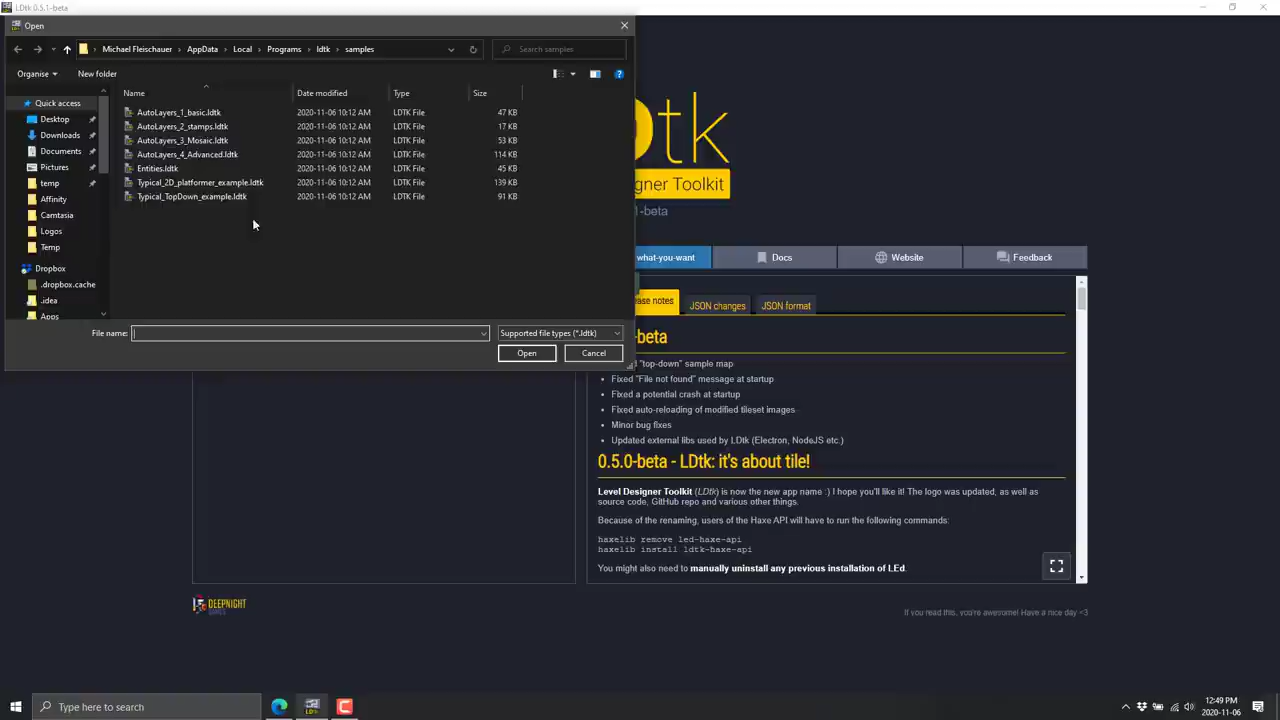 LDtk 0.5.1-beta
Open
Michael Fleischauer > AppData > Local > Programs > ldtk > samples
Search samples
Organise
New folder
Name Date modified Type Size
Quick access
Desktop
Downloads
Documents
Pictures
temp
Affinity
Camtasia
Logos
Temp
Dropbox
.dropbox.cache
.idea
Apps
AutoLayers_1_basic.ldtk 2020-11-06 10:12 AM LDTK File 47 KB
AutoLayers_2_stamps.ldtk 2020-11-06 10:12 AM LDTK File 17 KB
AutoLayers_3_Mosaic.ldtk 2020-11-06 10:12 AM LDTK File 53 KB
AutoLayers_4_Advanced.ldtk 2020-11-06 10:12 AM LDTK File 114 KB
Entities.ldtk 2020-11-06 10:12 AM LDTK File 45 KB
Typical_2D_platformer_example.ldtk 2020-11-06 10:12 AM LDTK File 139 KB
Typical_TopDown_example.ldtk 2020-11-06 10:12 AM LDTK File 91 KB
File name:
Supported file types (*.ldtk)
Open
Cancel
tk
igner Toolkit
1-beta
what-you-want
Docs
Website
Feedback
ase notes
JSON changes
JSON format
-beta
"top-down" sample map
• Fixed "File not found" message at startup
• Fixed a potential crash at startup
• Fixed auto-reloading of modified tileset images
• Minor bug fixes
• Updated external libs used by LDtk (Electron, NodeJS etc.)
0.5.0-beta - LDtk: it's about tile!
Level Designer Toolkit (LDtk) is now the new app name :) I hope you'll like it! The logo was updated, as well as
source code, GitHub repo and various other things.
Because of the renaming, users of the Haxe API will have to run the following commands:
haxelib remove led-haxe-api
haxelib install ldtk-haxe-api
You might also need to manually uninstall any previous installation of LEd.
DEEPNIGHT
GAMES
If you read this, you're awesome! Have a nice day <3
Type here to search
LDtk
12:49 PM
2020-11-06